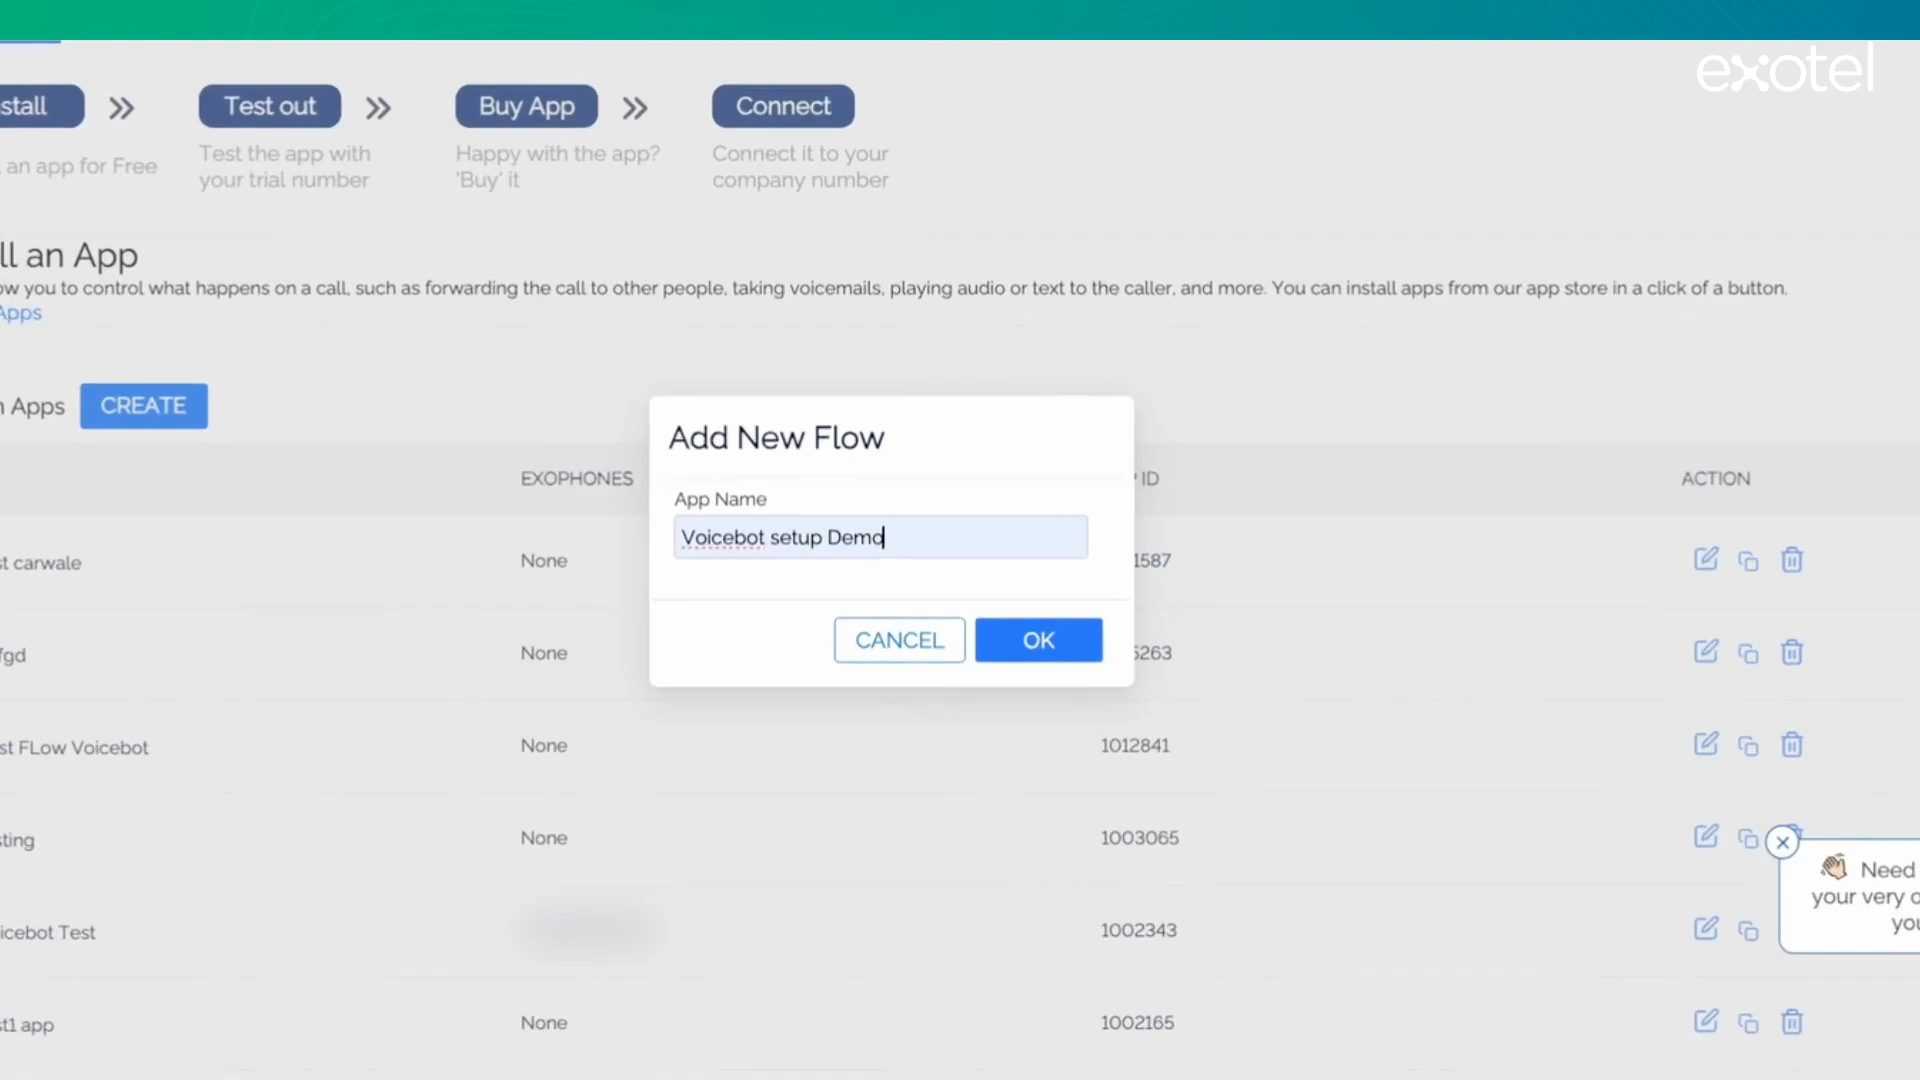 exotel
stall
Test out
Buy App
Connect
an app for Free
Test the app with
your trial number
Happy with the app?
'Buy' it
Connect it to your
company number
ll an App
ow you to control what happens on a call, such as forwarding the call to other people, taking voicemails, playing audio or text to the caller, and more. You can install apps from our app store in a click of a button.
Apps
n Apps
CREATE
Add New Flow
App Name
Voicebot setup Demo
CANCEL
OK
EXOPHONES
ID
ACTION
st carwale
None
1587
fgd
None
5263
st FLow Voicebot
None
1012841
sting
None
1003065
icebot Test
1002343
st1 app
None
1002165
Need
your very o
you